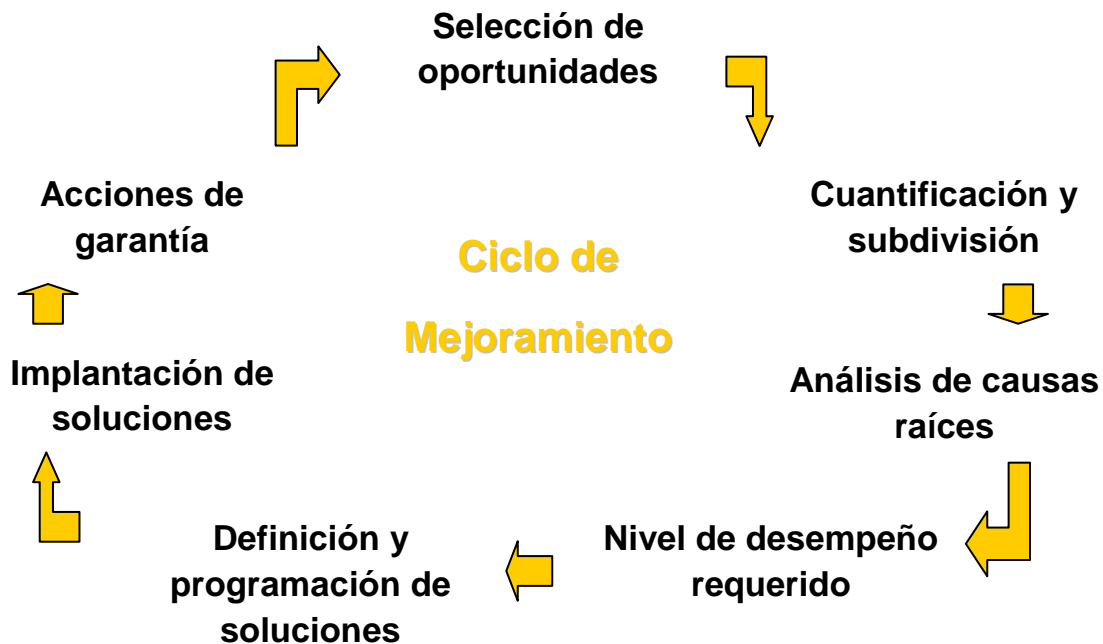 Selección de
oportunidades
Cuantificación y
subdivisión
Análisis de causas
raíces
Nivel de desempeño
requerido
Definición y
programación de
soluciones
Implantación de
soluciones
Acciones de
garantía
Ciclo de
Mejoramiento